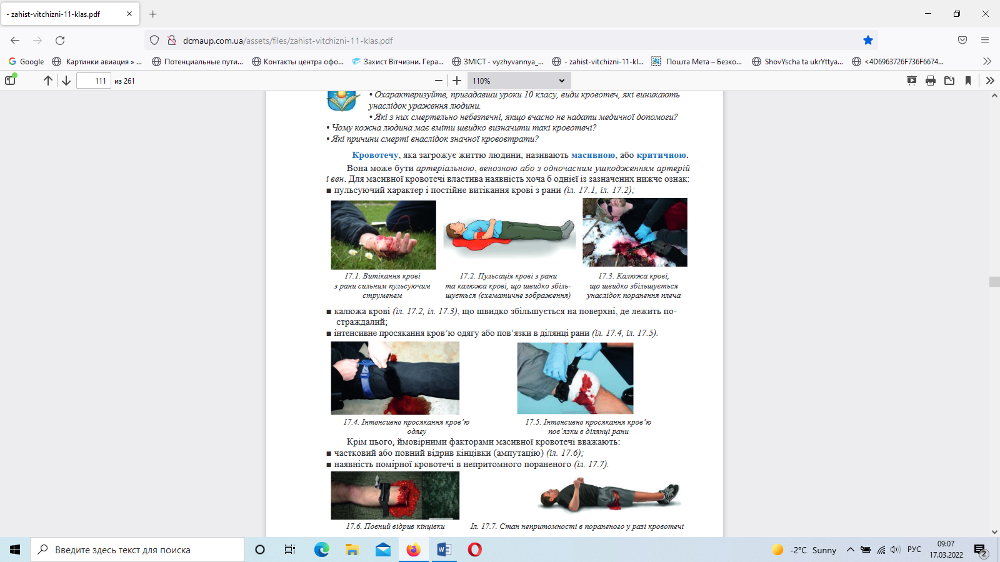 - zahist-vitchizni-11-klas.pdf
dcmaup.com.ua/assets/files/zahist-vitchizni-11-klas.pdf
Google
Картинки авиация » ...
Потенциальные пути...
Контакты центра офо...
Захист Вітчизни. Гера...
ЗМІСТ - vyzhyvannya_...
- zahist-vitchizni-11-kl...
Пошта Мета – Безко...
ShovYscha ta ukrYttya...
<4D6963726F736F6674...
111
из 261
110%
• Охарактеризуйте, пригадавши уроки 10 класу, види кровотеч, які виникають
унаслідок ураження людини.
• Які з них смертельно небезпечні, якщо вчасно не надати медичної допомоги?
• Чому кожна людина має вміти швидко визначити такі кровотечі?
• Які причини смерті внаслідок значної крововтрати?
Кровотечу, яка загрожує життю людини, називають масивною, або критичною.
Вона може бути артеріальною, венозною або з одночасним ушкодженням артерій
і вен. Для масивної кровотечі властива наявність хоча б однієї із зазначених нижче ознак:
■ пульсуючий характер і постійне витікання крові з рани (іл. 17.1, іл. 17.2);
17.1. Витікання крові
з рани сильним пульсуючим
струменем
17.2. Пульсація крові з рани
та калюжа крові, що швидко збіль-
шується (схематичне зображення)
17.3. Калюжа крові,
що швидко збільшується
унаслідок поранення плеча
■ калюжа крові (іл. 17.2, іл. 17.3), що швидко збільшується на поверхні, де лежить по-
страждалий;
■ інтенсивне просякання кров’ю одягу або пов’язки в ділянці рани (іл. 17.4, іл. 17.5).
17.4. Інтенсивне просякання кров’ю
одягу
17.5. Інтенсивне просякання кров’ю
пов’язки в ділянці рани
Крім цього, ймовірними факторами масивної кровотечі вважають:
■ частковий або повний відрив кінцівки (ампутацію) (іл. 17.6);
■ наявність помірної кровотечі в непритомного пораненого (іл. 17.7).
17.6. Повний відрив кінцівки
Іл. 17.7. Стан непритомності в пораненого у разі кровотечі
Введите здесь текст для поиска
-2°C Sunny
РУС
09:07
17.03.2022
2